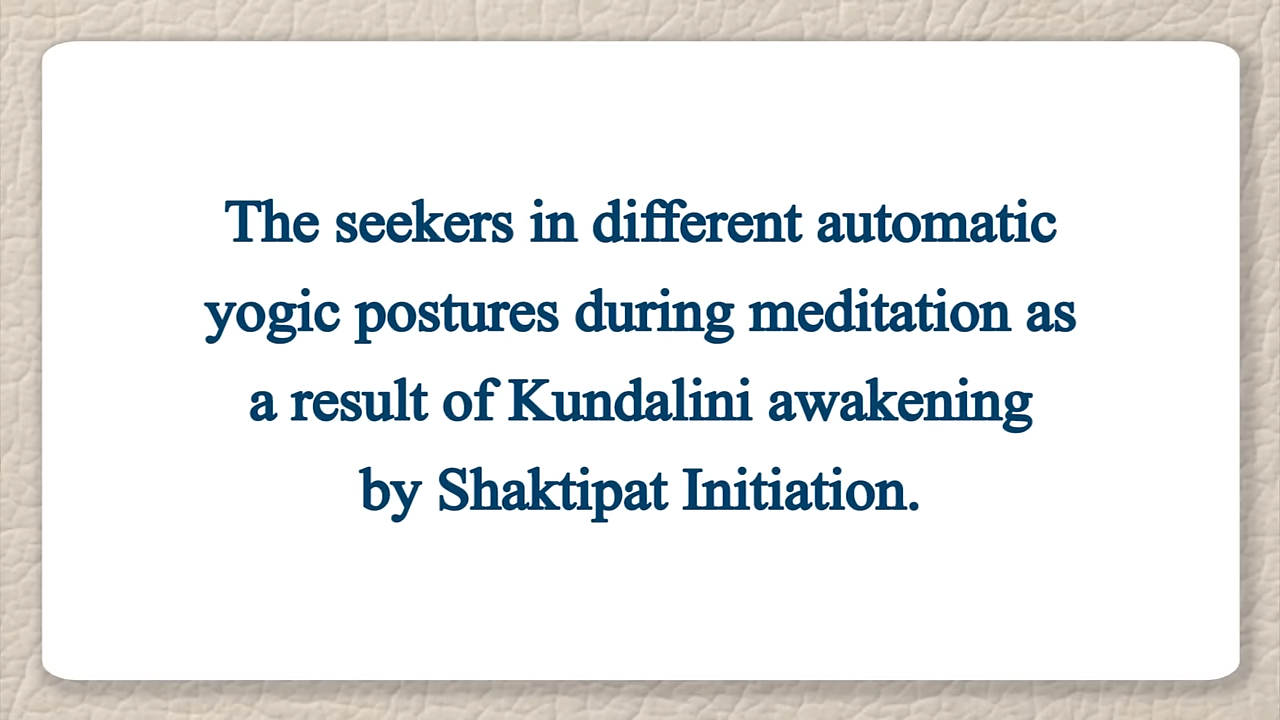 The seekers in different automatic
yogic postures during meditation as
a result of Kundalini awakening
by Shaktipat Initiation.